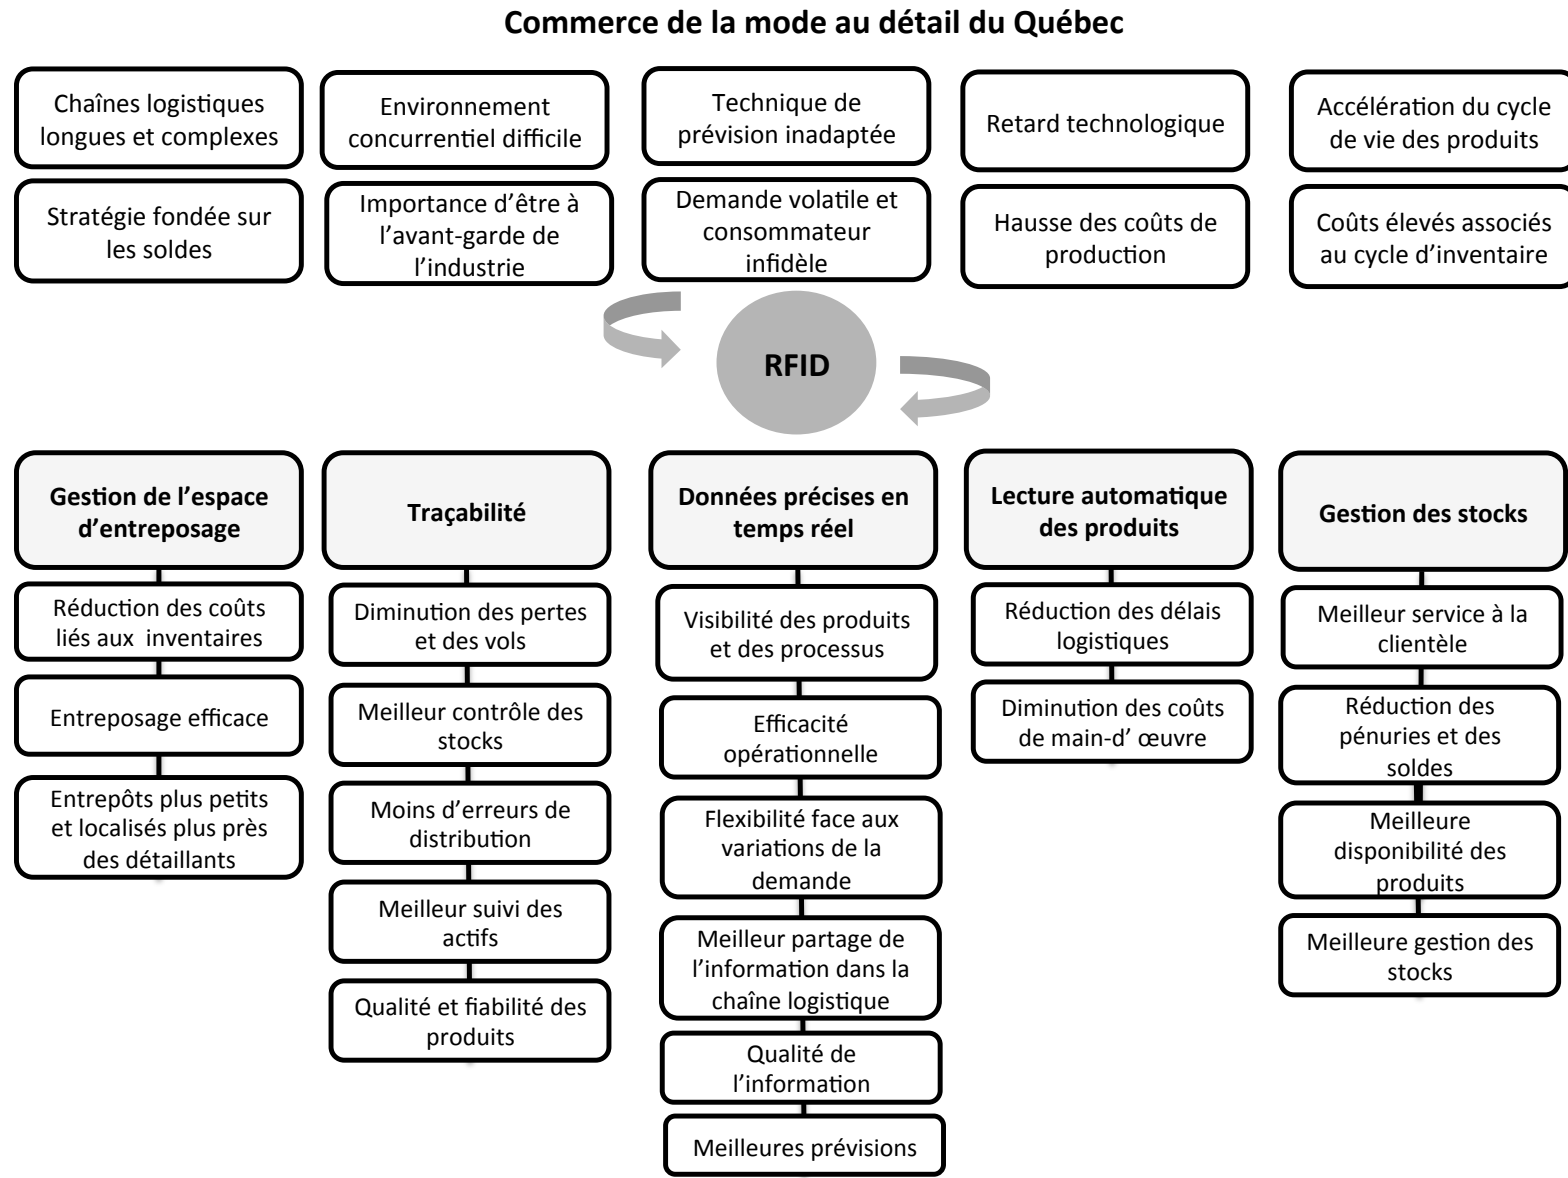 Commerce de la mode au détail du Québec
Chaînes logistiques
longues et complexes
Environnement
concurrentiel difficile
Technique de
prévision inadaptée
Retard technologique
Accélération du cycle
de vie des produits
Stratégie fondée sur
les soldes
Importance d'être à
l'avant-garde de
l'industrie
Demande volatile et
consommateur
infidèle
Hausse des coûts de
production
Coûts élevés associés
au cycle d'inventaire
RFID
Gestion de l'espace
d'entreposage
Réduction des coûts
liés aux  inventaires
Entreposage efficace
Entrepôts plus petits
et localisés plus près
des détaillants
Traçabilité
Diminution des pertes
et des vols
Meilleur contrôle des
stocks
Moins d'erreurs de
distribution
Meilleur suivi des
actifs
Qualité et fiabilité des
produits
Données précises en
temps réel
Visibilité des produits
et des processus
Efficacité
opérationnelle
Flexibilité face aux
variations de la
demande
Meilleur partage de
l'information dans la
chaîne logistique
Qualité de
l'information
Meilleures prévisions
Lecture automatique
des produits
Réduction des délais
logistiques
Diminution des coûts
de main-d' œuvre
Gestion des stocks
Meilleur service à la
clientèle
Réduction des
pénuries et des
soldes
Meilleure
disponibilité des
produits
Meilleure gestion des
stocks